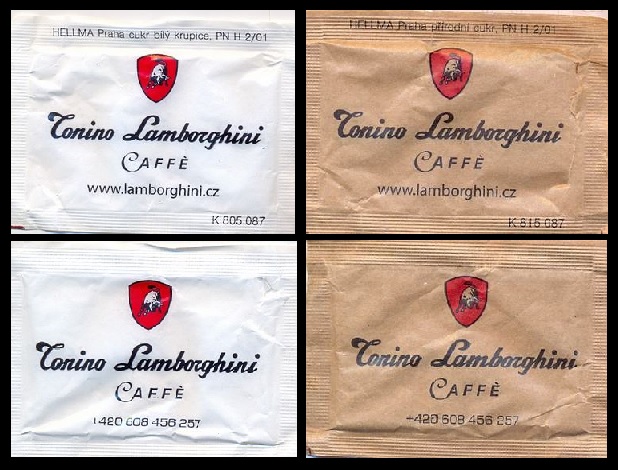 HELLMA Praha cukr bílý krupice, PN H 2/01
Tonino Lamborghini
CAFFÈ
www.lamborghini.cz
K 805 087
HELLMA Praha přírodní cukr, PN H 2/01
Tonino Lamborghini
CAFFÈ
www.lamborghini.cz
K 815 087
Tonino Lamborghini
CAFFÈ
+420 608 456 257
Tonino Lamborghini
CAFFÈ
+420 608 456 257